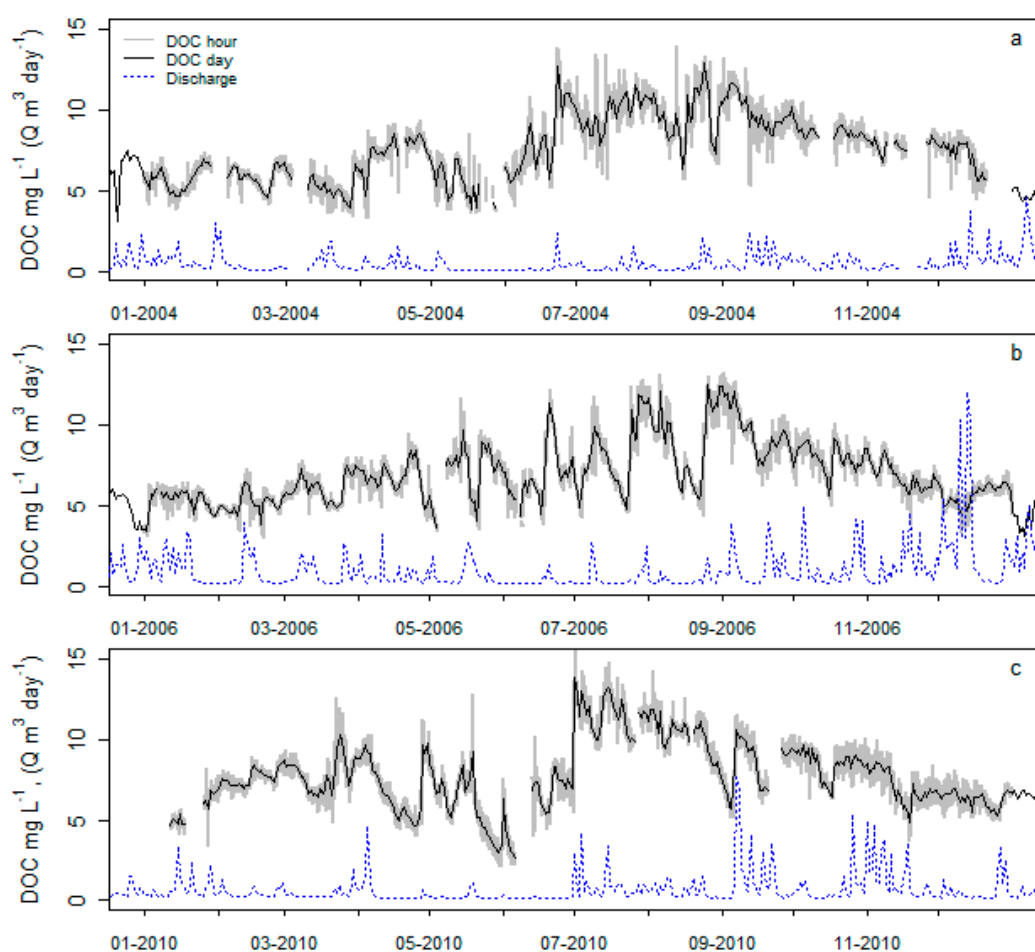 DOC mg L⁻¹ (Q m³ day⁻¹)
15
10
5
0
DOC hour
DOC day
Discharge
a
01-2004 03-2004 05-2004 07-2004 09-2004 11-2004
DOC mg L⁻¹ (Q m³ day⁻¹)
15
10
5
0
b
01-2006 03-2006 05-2006 07-2006 09-2006 11-2006
DOC mg L⁻¹, (Q m³ day⁻¹)
15
10
5
0
c
01-2010 03-2010 05-2010 07-2010 09-2010 11-2010